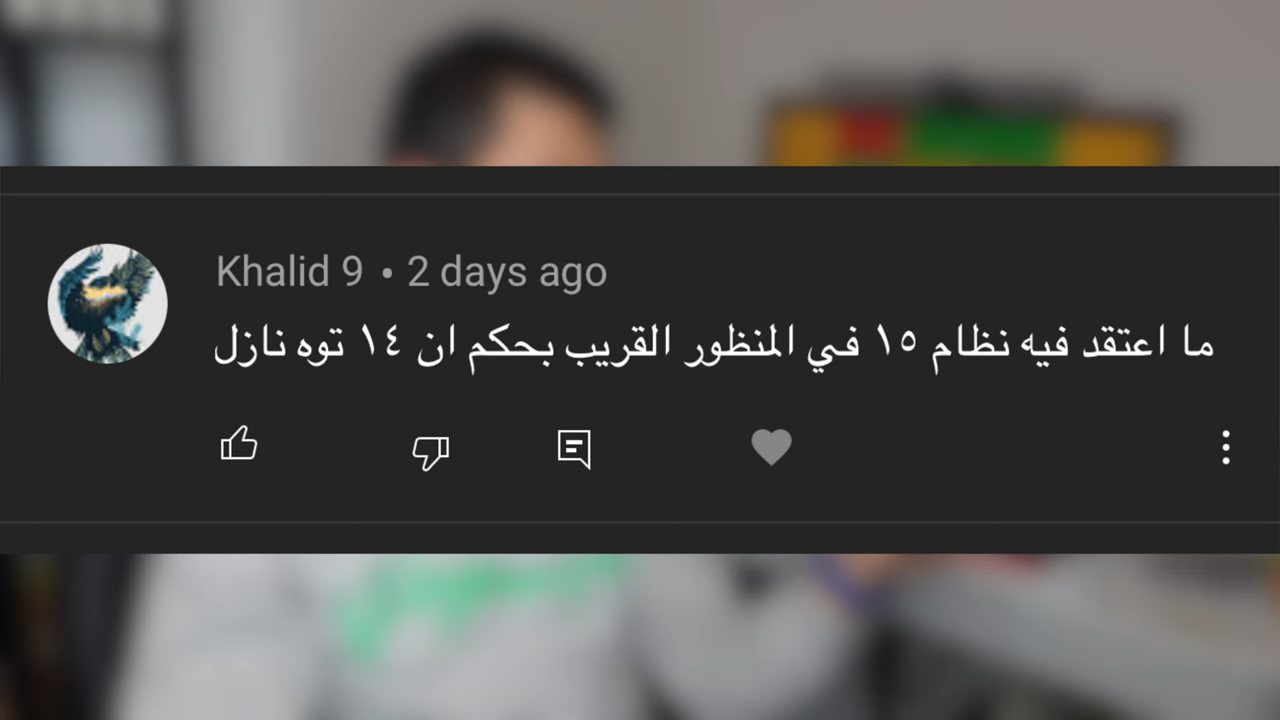 Khalid 9 • 2 days ago
ما اعتقد فيه نظام ١٥ في المنظور القريب بحكم ان ١٤ توه نازل